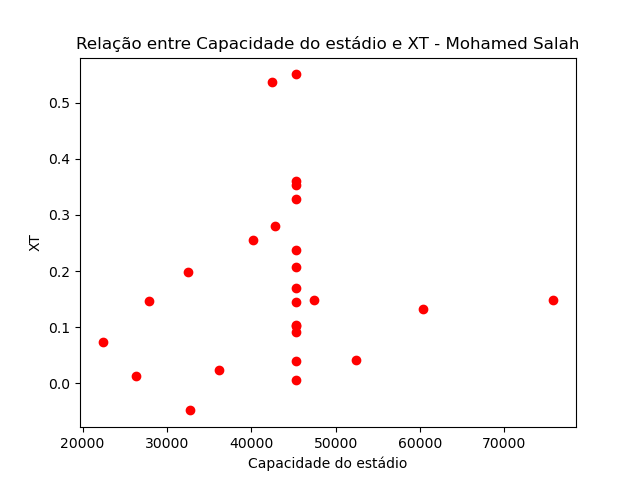 Relação entre Capacidade do estádio e XT - Mohamed Salah
0.5
0.4
0.3
0.2
0.1
0.0
XT
20000 30000 40000 50000 60000 70000
Capacidade do estádio